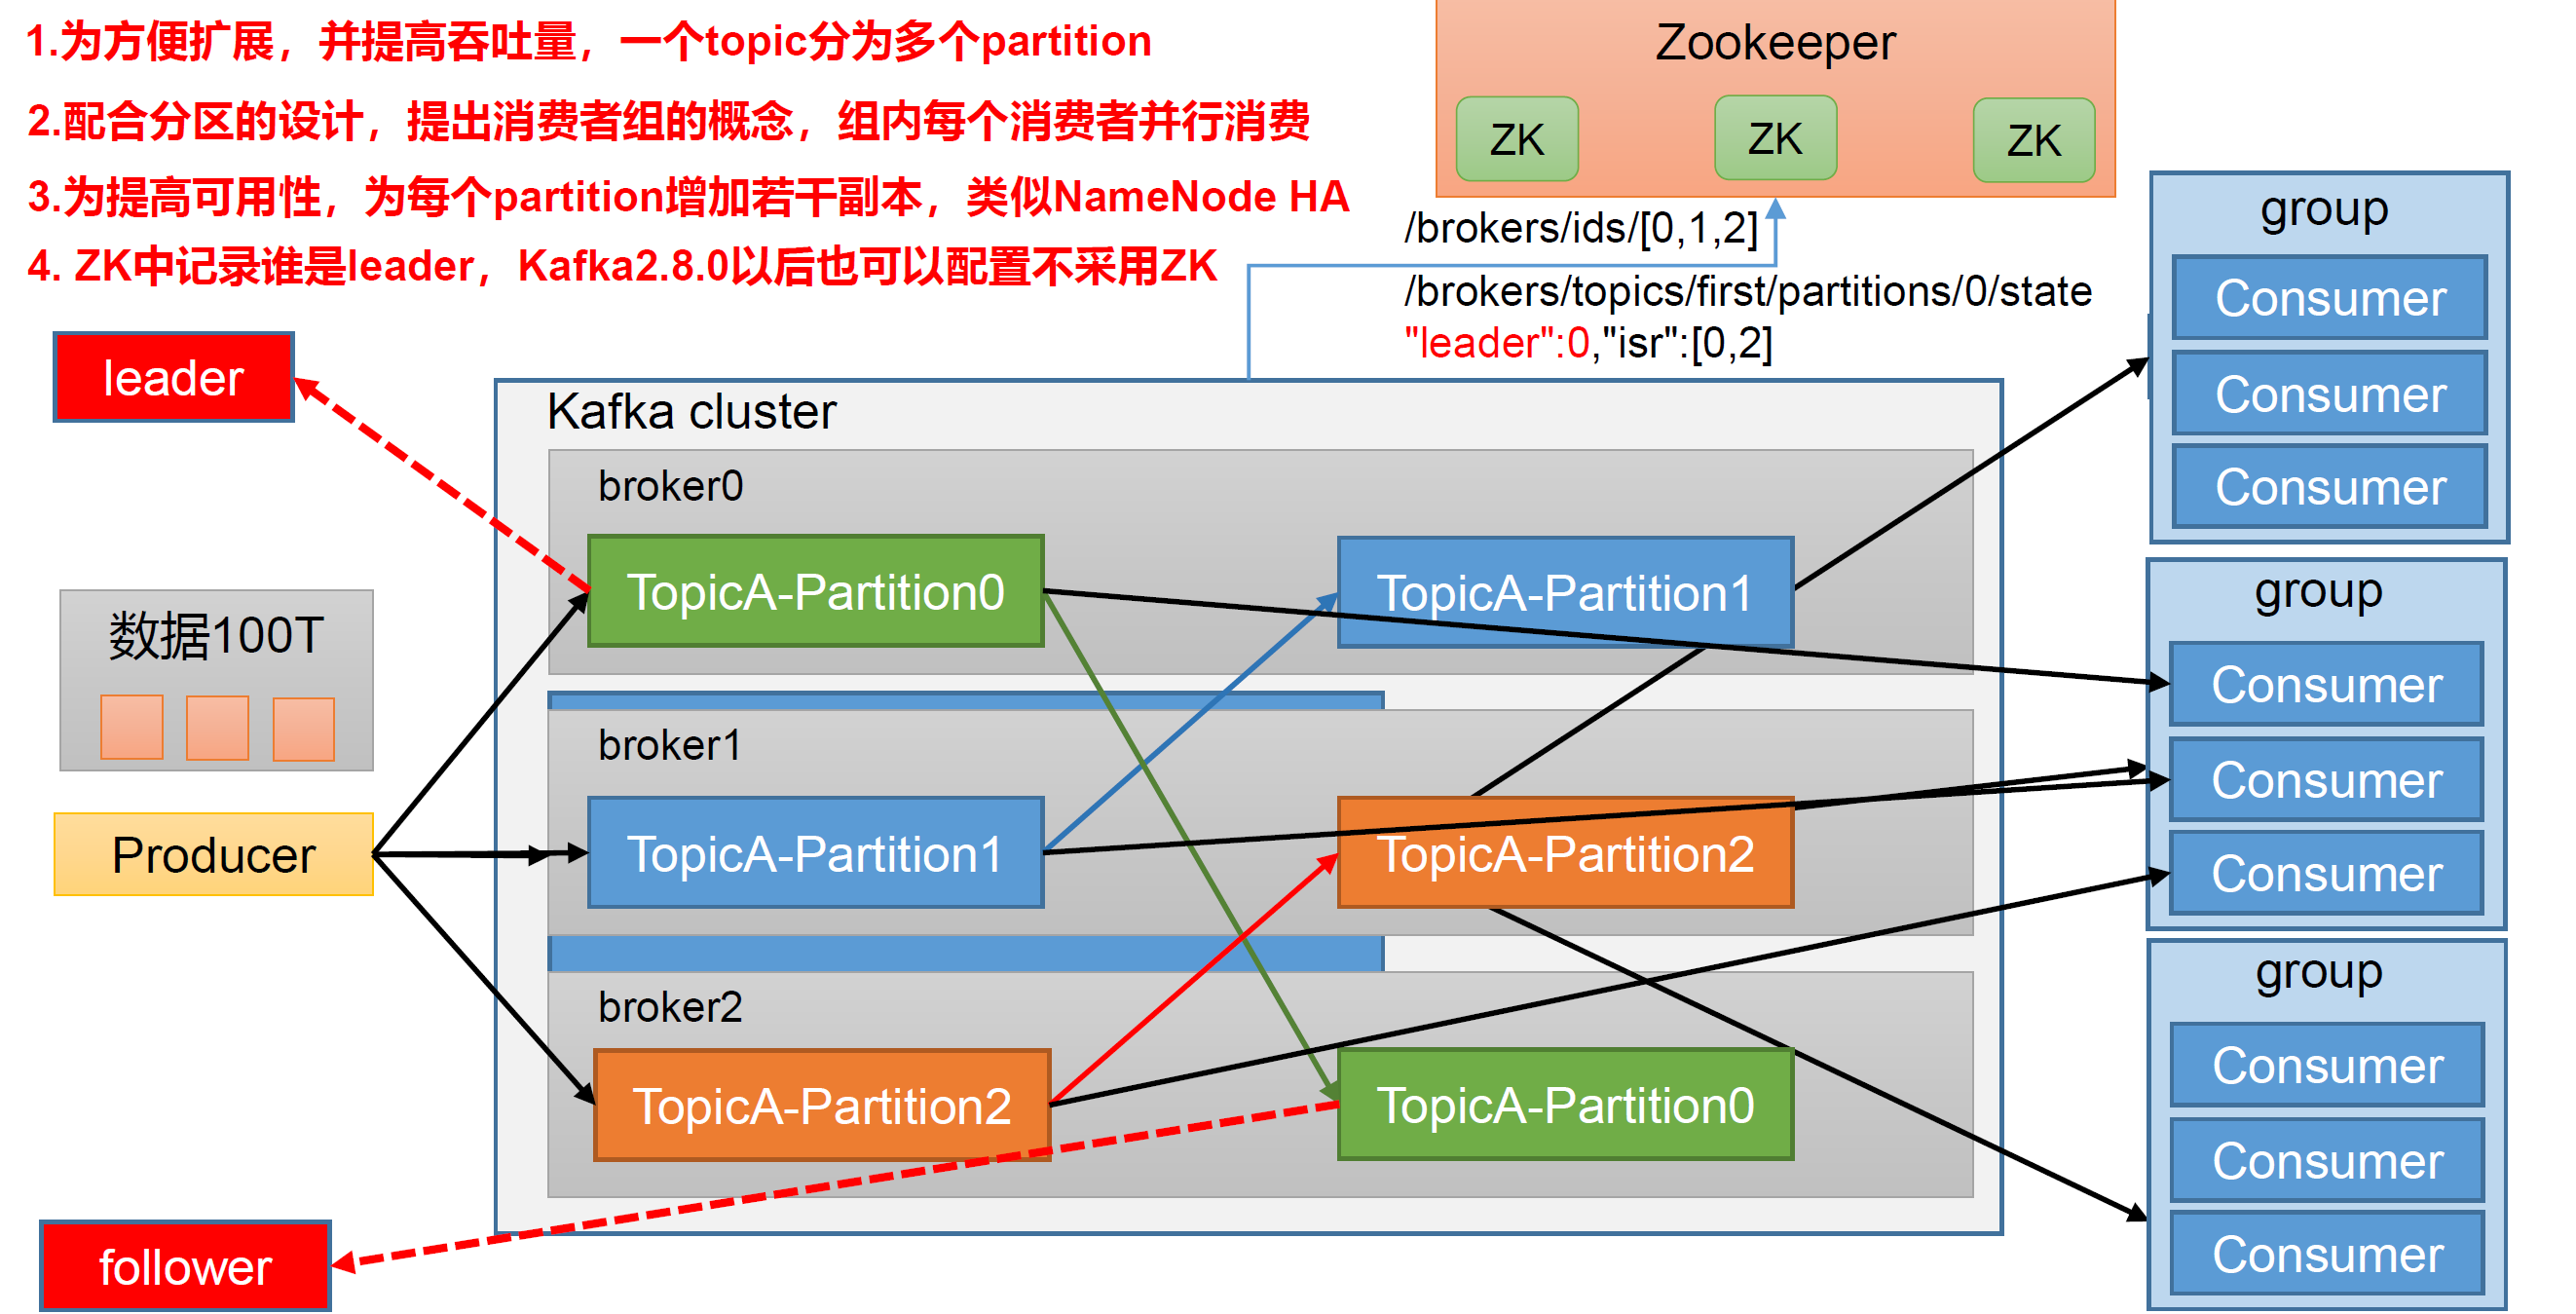 1.为方便扩展，并提高吞吐量，一个topic分为多个partition
2.配合分区的设计，提出消费者组的概念，组内每个消费者并行消费
3.为提高可用性，为每个partition增加若干副本，类似NameNode HA
4. ZK中记录谁是leader，Kafka2.8.0以后也可以配置不采用ZK
Zookeeper
ZK
ZK
ZK
/brokers/ids/[0,1,2]
/brokers/topics/first/partitions/0/state
"leader":0,"isr":[0,2]
leader
数据100T
Producer
follower
Kafka cluster
broker0
TopicA-Partition0
TopicA-Partition1
broker1
TopicA-Partition1
TopicA-Partition2
broker2
TopicA-Partition2
TopicA-Partition0
group
Consumer
Consumer
Consumer
group
Consumer
Consumer
Consumer
group
Consumer
Consumer
Consumer